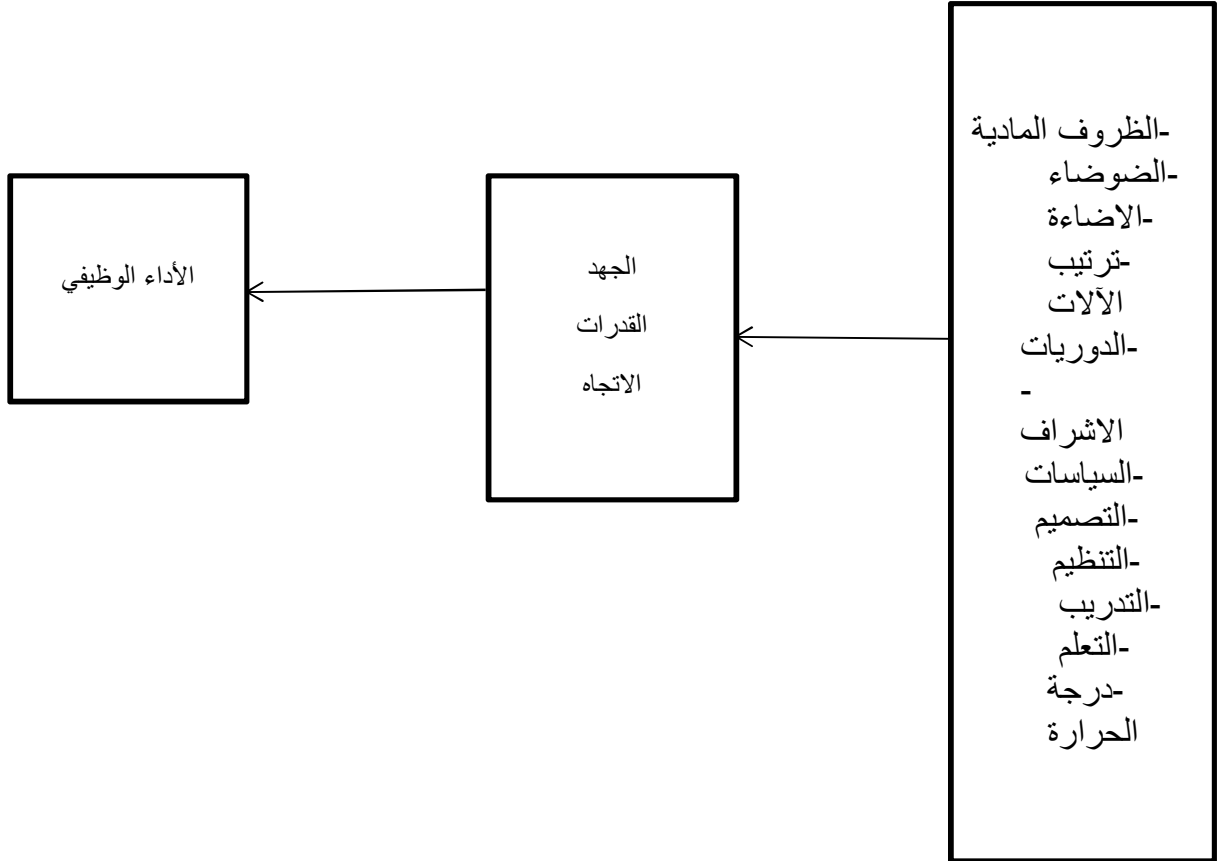 -الظروف المادية
-الضوضاء
-الاضاءة
-ترتيب
الآلات
-الدوريات
-
الاشراف
-السياسات
-التصميم
-التنظيم
-التدريب
-التعلم
-درجة
الحرارة
الجهد
القدرات
الاتجاه
الأداء الوظيفي